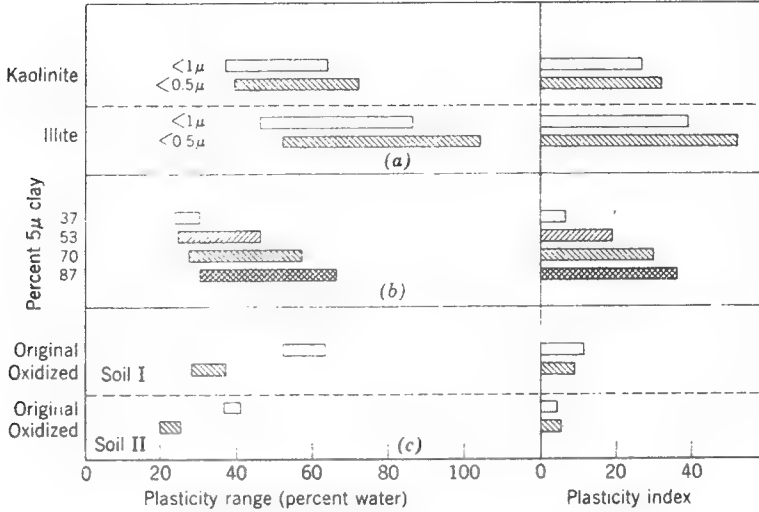 Kaolinite
<1μ
<0.5μ
Illite
<1μ
<0.5μ
(a)
Percent 5μ clay
37
53
70
87
(b)
Original
Oxidized
Soil I
Original
Oxidized
Soil II
(c)
0 20 40 60 80 100 0 20 40
Plasticity range (percent water) Plasticity index